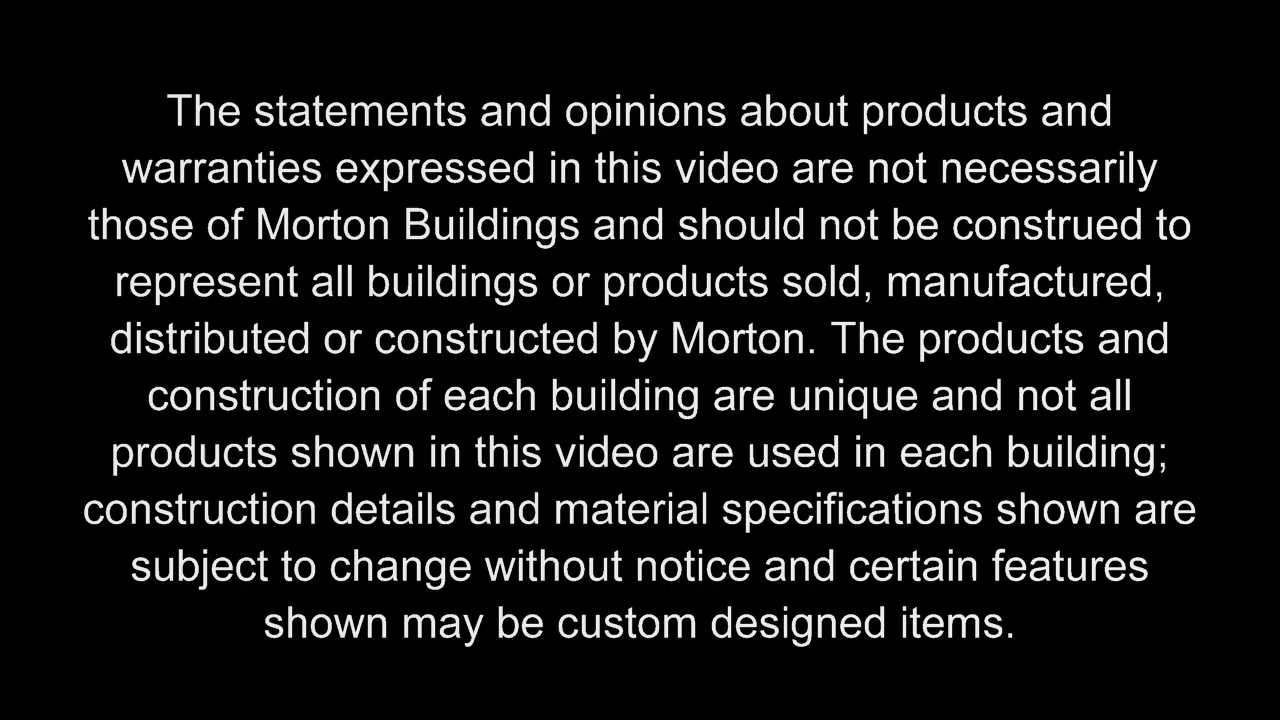 The statements and opinions about products and
warranties expressed in this video are not necessarily
those of Morton Buildings and should not be construed to
represent all buildings or products sold, manufactured,
distributed or constructed by Morton. The products and
construction of each building are unique and not all
products shown in this video are used in each building;
construction details and material specifications shown are
subject to change without notice and certain features
shown may be custom designed items.